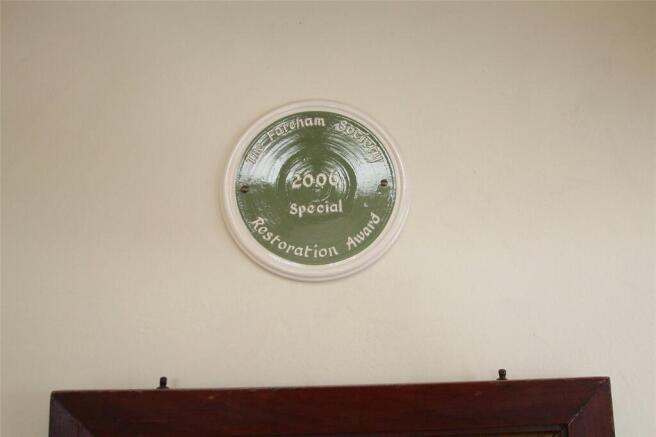 The Fareham Society
2006
Special
Restoration Award